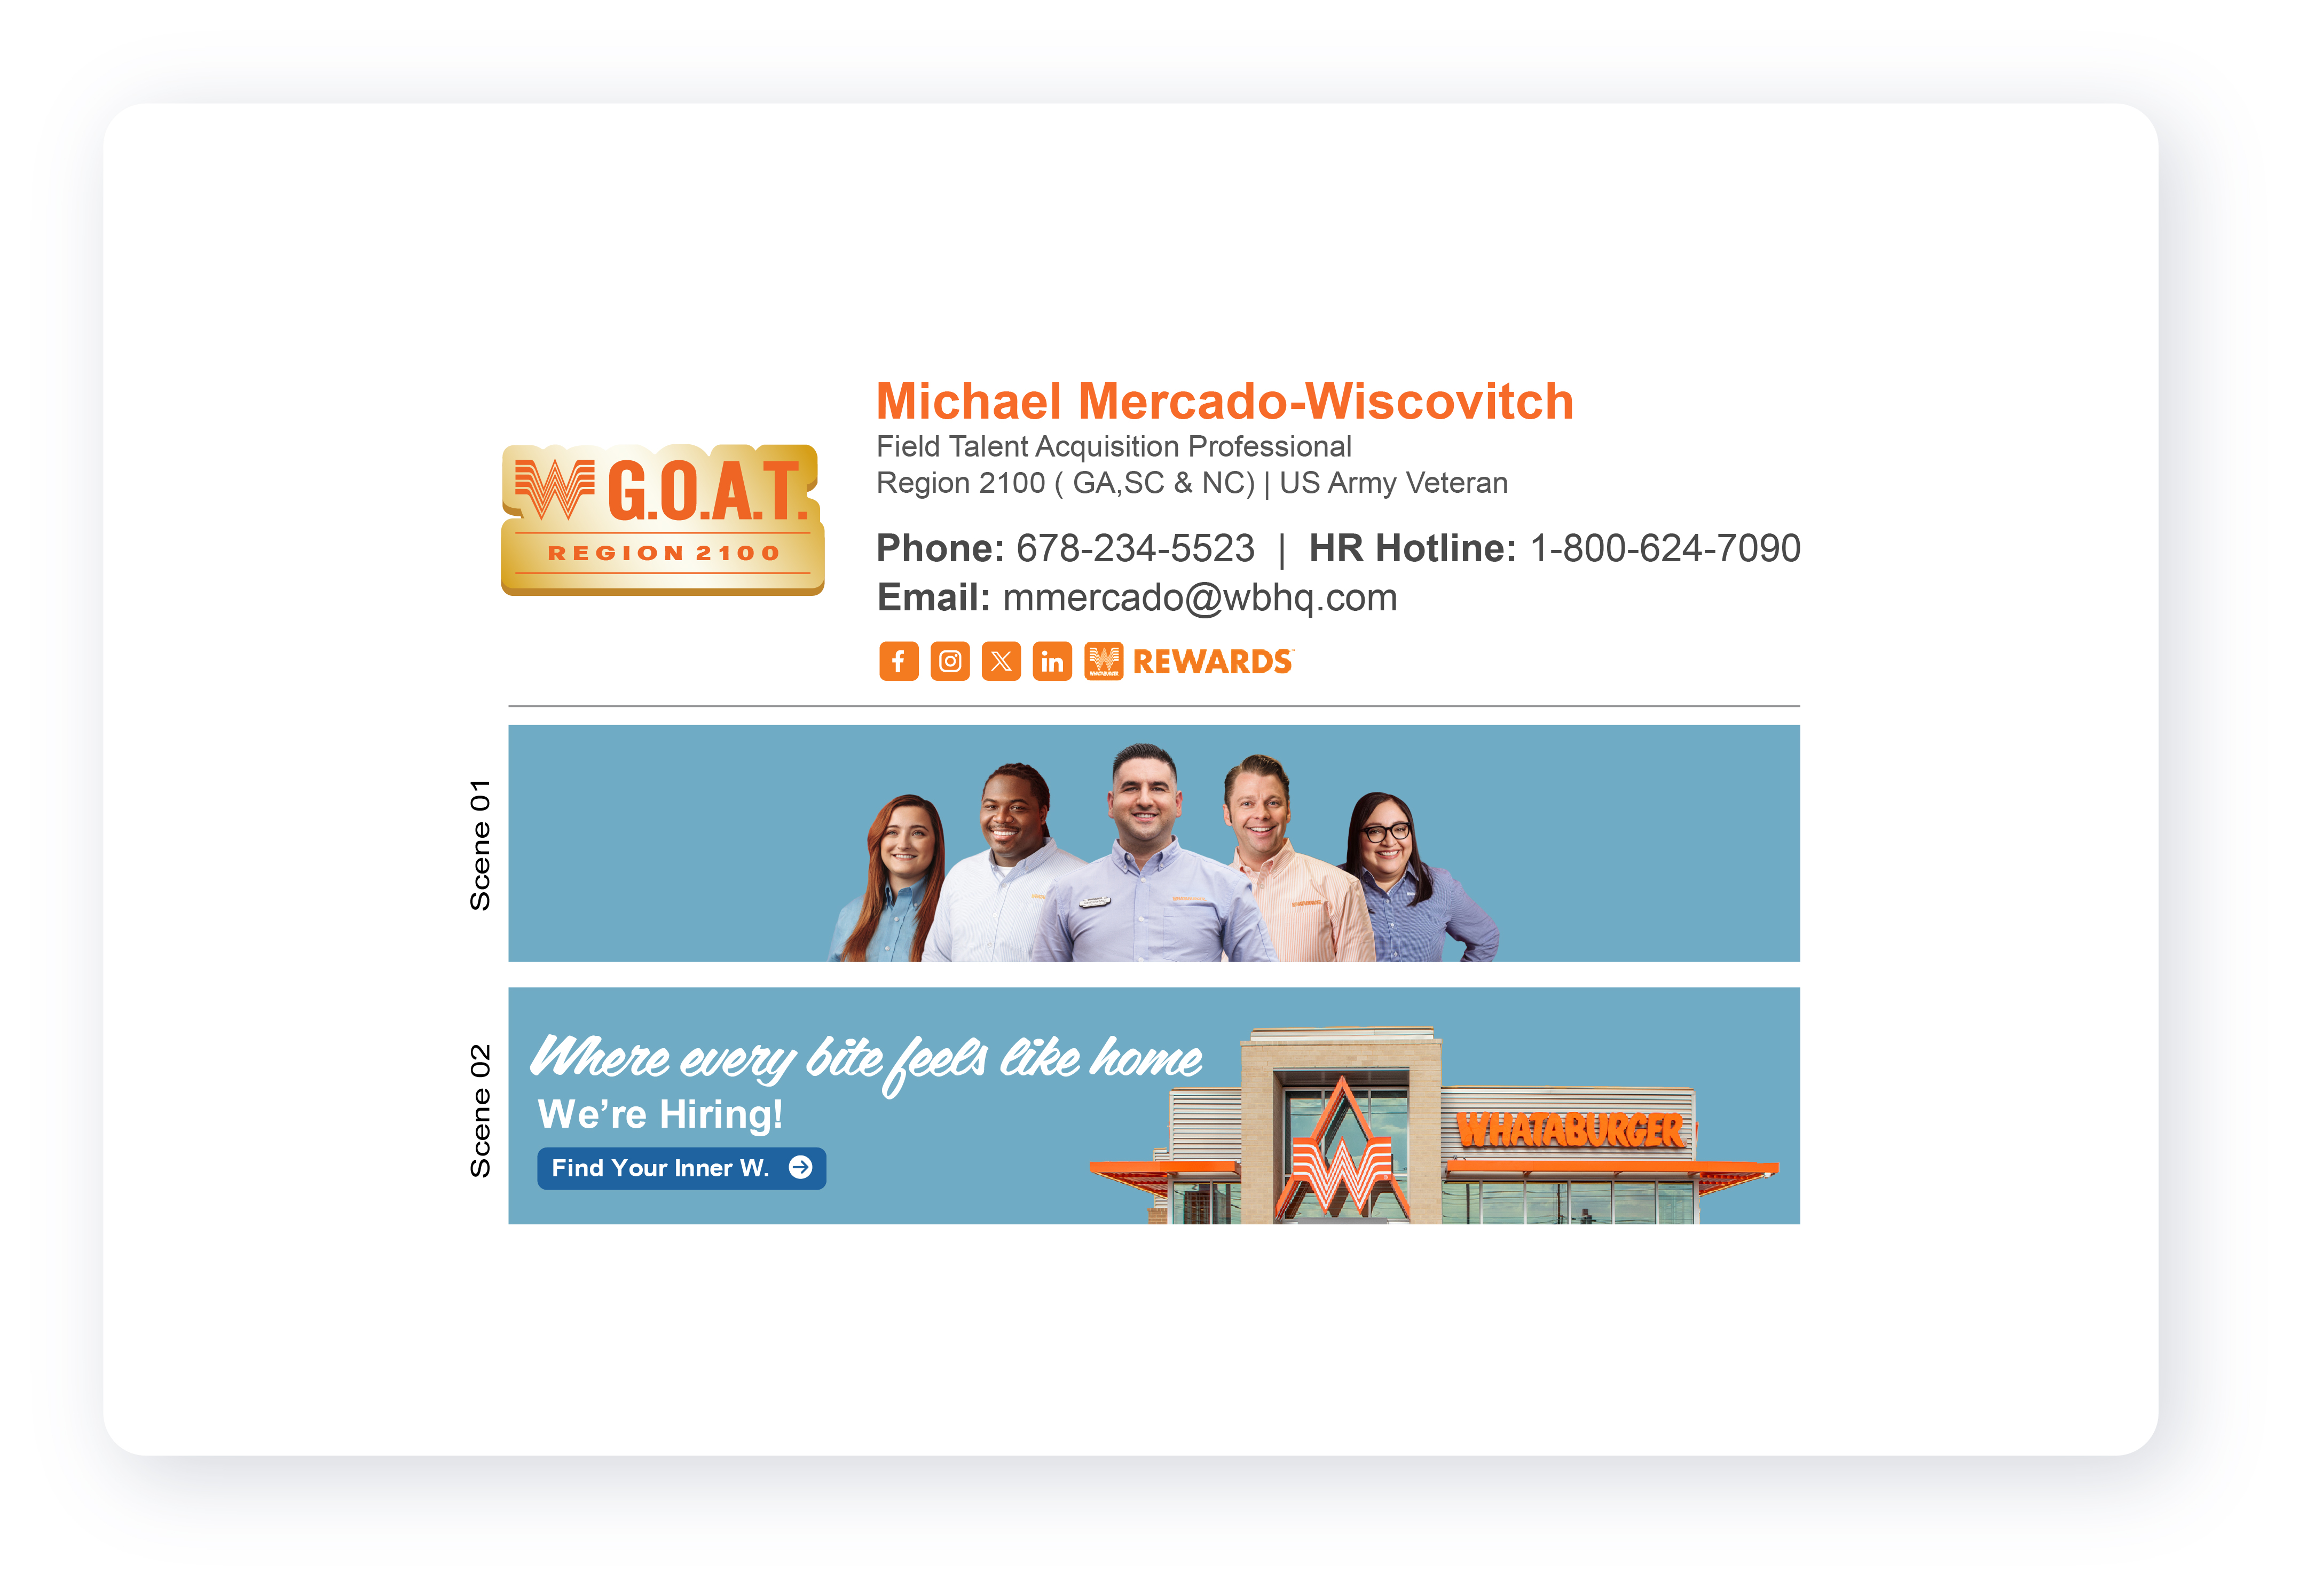 W G.O.A.T.
REGION 2100
Michael Mercado-Wiscovitch
Field Talent Acquisition Professional
Region 2100 ( GA,SC & NC) | US Army Veteran
Phone: 678-234-5523 | HR Hotline: 1-800-624-7090
Email: mmercado@wbhq.com
f X in W REWARDS
Scene 01
Scene 02
Where every bite feels like home
We’re Hiring!
Find Your Inner W.
W
WHATABURGER